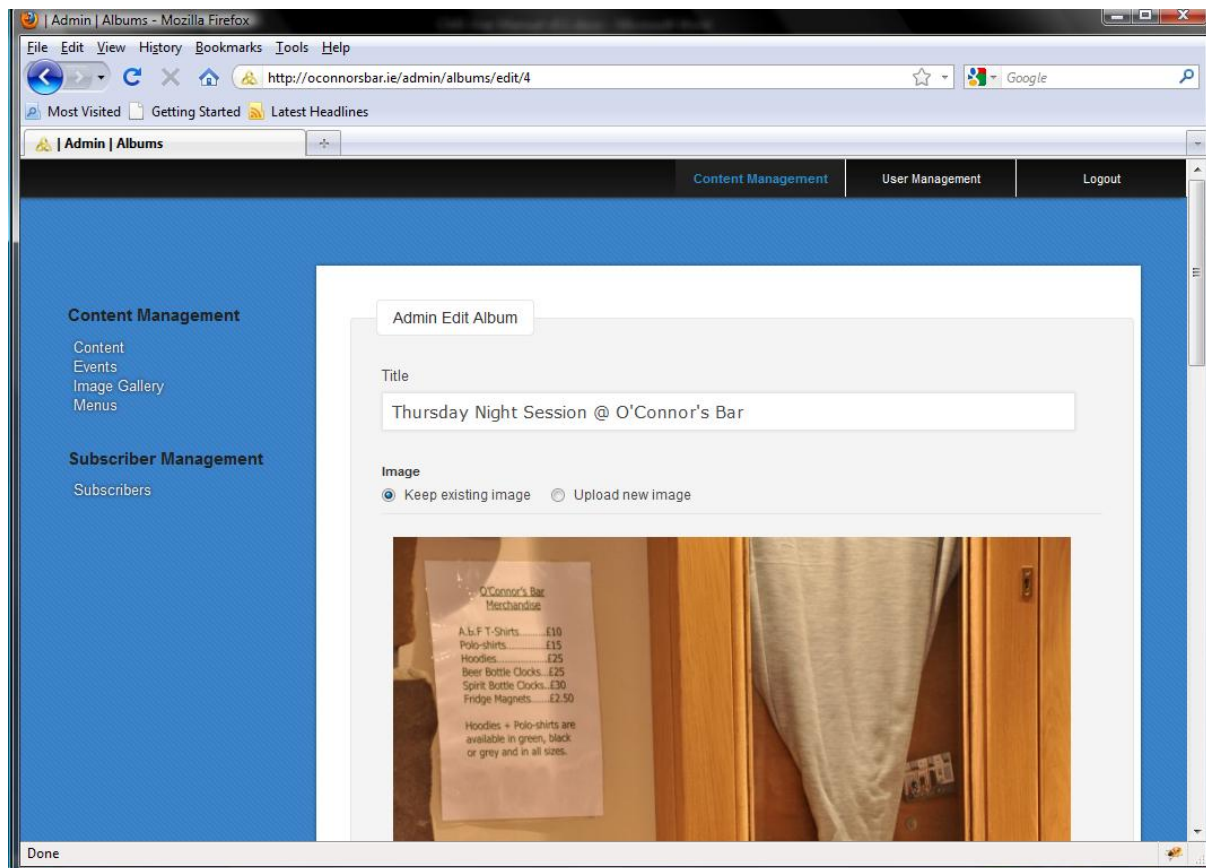 | Admin | Albums - Mozilla Firefox
File Edit View History Bookmarks Tools Help
http://oconnorsbar.ie/admin/albums/edit/4
Google
Most Visited Getting Started Latest Headlines
| Admin | Albums
Content Management User Management Logout
Content Management
Content
Events
Image Gallery
Menus
Subscriber Management
Subscribers
Admin Edit Album
Title
Thursday Night Session @ O'Connor's Bar
Image
Keep existing image Upload new image
O'Connor's Bar
Merchandise
A.b.F T-Shirts.........£10
Polo-shirts...............£15
Hoodies..................£25
Beer Bottle Clocks...£25
Spirit Bottle Clocks..£30
Fridge Magnets.......£2.50
Hoodies + Polo-shirts are
available in green, black
or grey and in all sizes.
Done